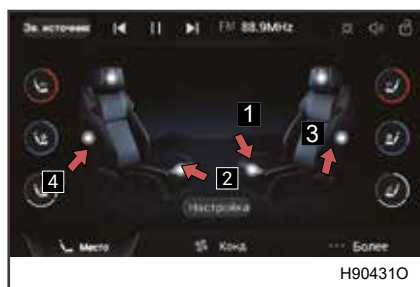 Зв. источник FM 88.9MHz
1
3
4
2
Настройка
Место Конд. Более
H90431O